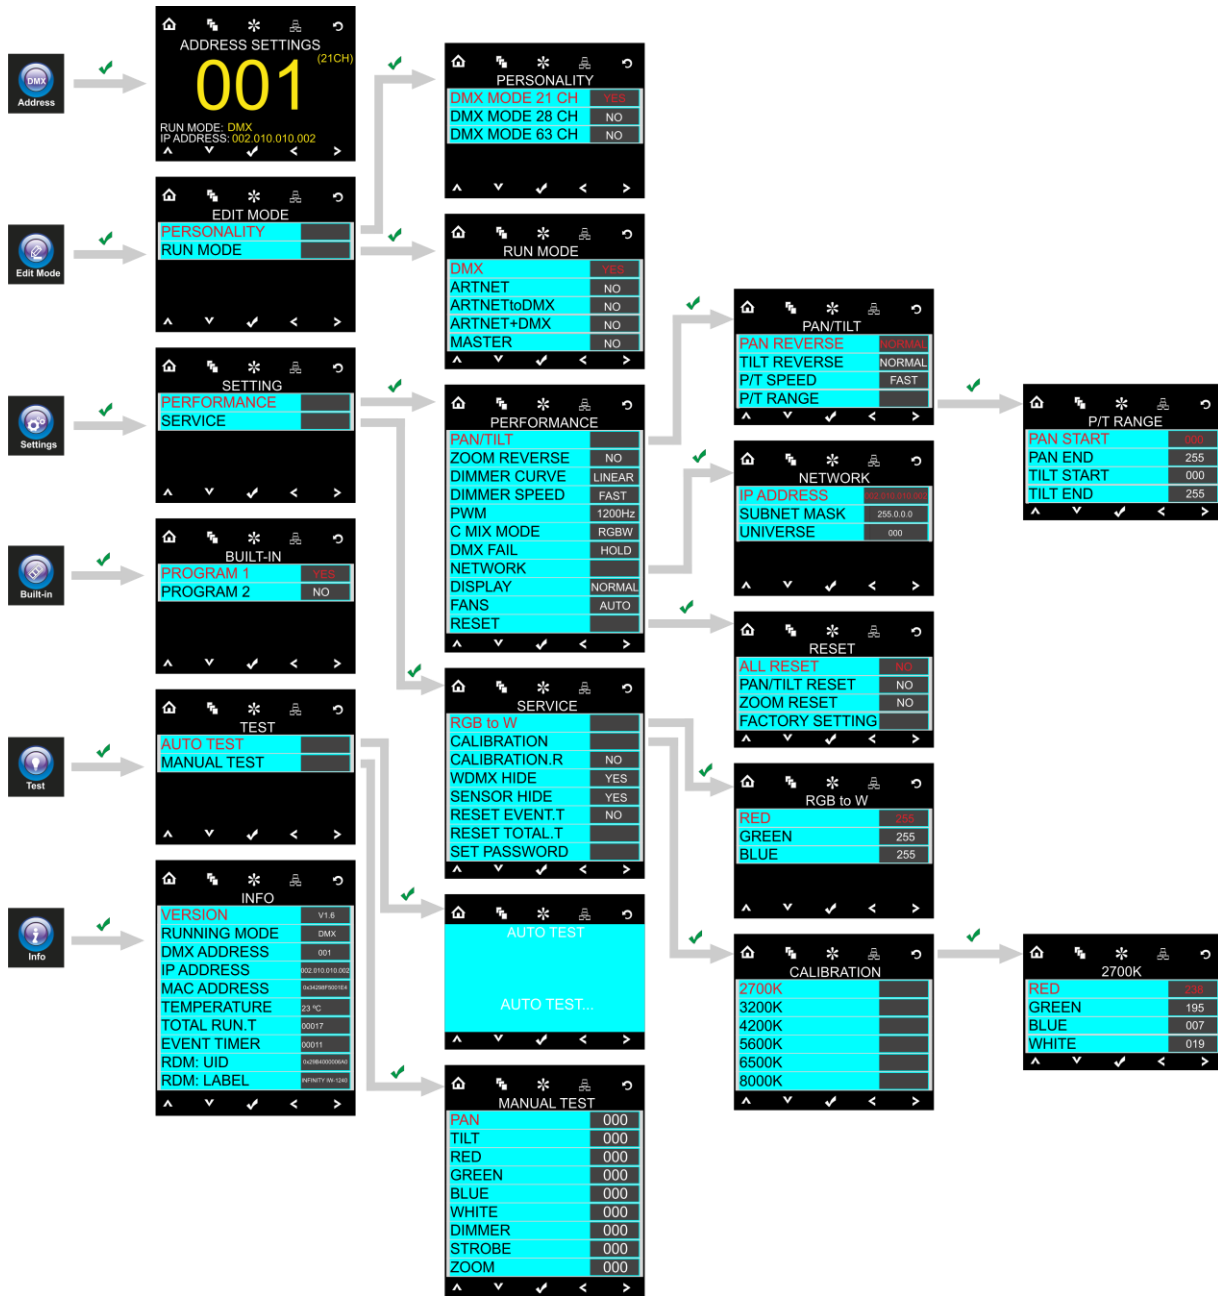 DMX
Address
ADDRESS SETTINGS
(21CH)
001
RUN MODE: DMX
IP ADDRESS: 002.010.010.002
PERSONALITY
DMX MODE 21 CH YES
DMX MODE 28 CH NO
DMX MODE 63 CH NO
Edit Mode
EDIT MODE
PERSONALITY
RUN MODE
RUN MODE
DMX YES
ARTNET NO
ARTNETtoDMX NO
ARTNET+DMX NO
MASTER NO
Settings
SETTING
PERFORMANCE
SERVICE
PERFORMANCE
PAN/TILT
ZOOM REVERSE NO
DIMMER CURVE LINEAR
DIMMER SPEED FAST
PWM 1200Hz
C MIX MODE RGBW
DMX FAIL HOLD
NETWORK
DISPLAY NORMAL
FANS AUTO
RESET
PAN/TILT
PAN REVERSE NORMAL
TILT REVERSE NORMAL
P/T SPEED FAST
P/T RANGE
P/T RANGE
PAN START 000
PAN END 255
TILT START 000
TILT END 255
NETWORK
IP ADDRESS 002.010.010.002
SUBNET MASK 255.0.0.0
UNIVERSE 000
RESET
ALL RESET NO
PAN/TILT RESET NO
ZOOM RESET NO
FACTORY SETTING
Built-in
BUILT-IN
PROGRAM 1 YES
PROGRAM 2 NO
SERVICE
RGB to W
CALIBRATION
CALIBRATION.R NO
WDMX HIDE YES
SENSOR HIDE YES
RESET EVENT.T NO
RESET TOTAL.T
SET PASSWORD
RGB to W
RED 255
GREEN 255
BLUE 255
CALIBRATION
2700K
3200K
4200K
5600K
6500K
8000K
2700K
RED 236
GREEN 195
BLUE 007
WHITE 019
Test
TEST
AUTO TEST
MANUAL TEST
AUTO TEST
AUTO TEST...
MANUAL TEST
PAN 000
TILT 000
RED 000
GREEN 000
BLUE 000
WHITE 000
DIMMER 000
STROBE 000
ZOOM 000
Info
INFO
VERSION V1.6
RUNNING MODE DMX
DMX ADDRESS 001
IP ADDRESS 002.010.010.002
MAC ADDRESS
TEMPERATURE 23 ºC
TOTAL RUN.T 00017
EVENT TIMER 00011
RDM: UID
RDM: LABEL INFINITY iW-1240